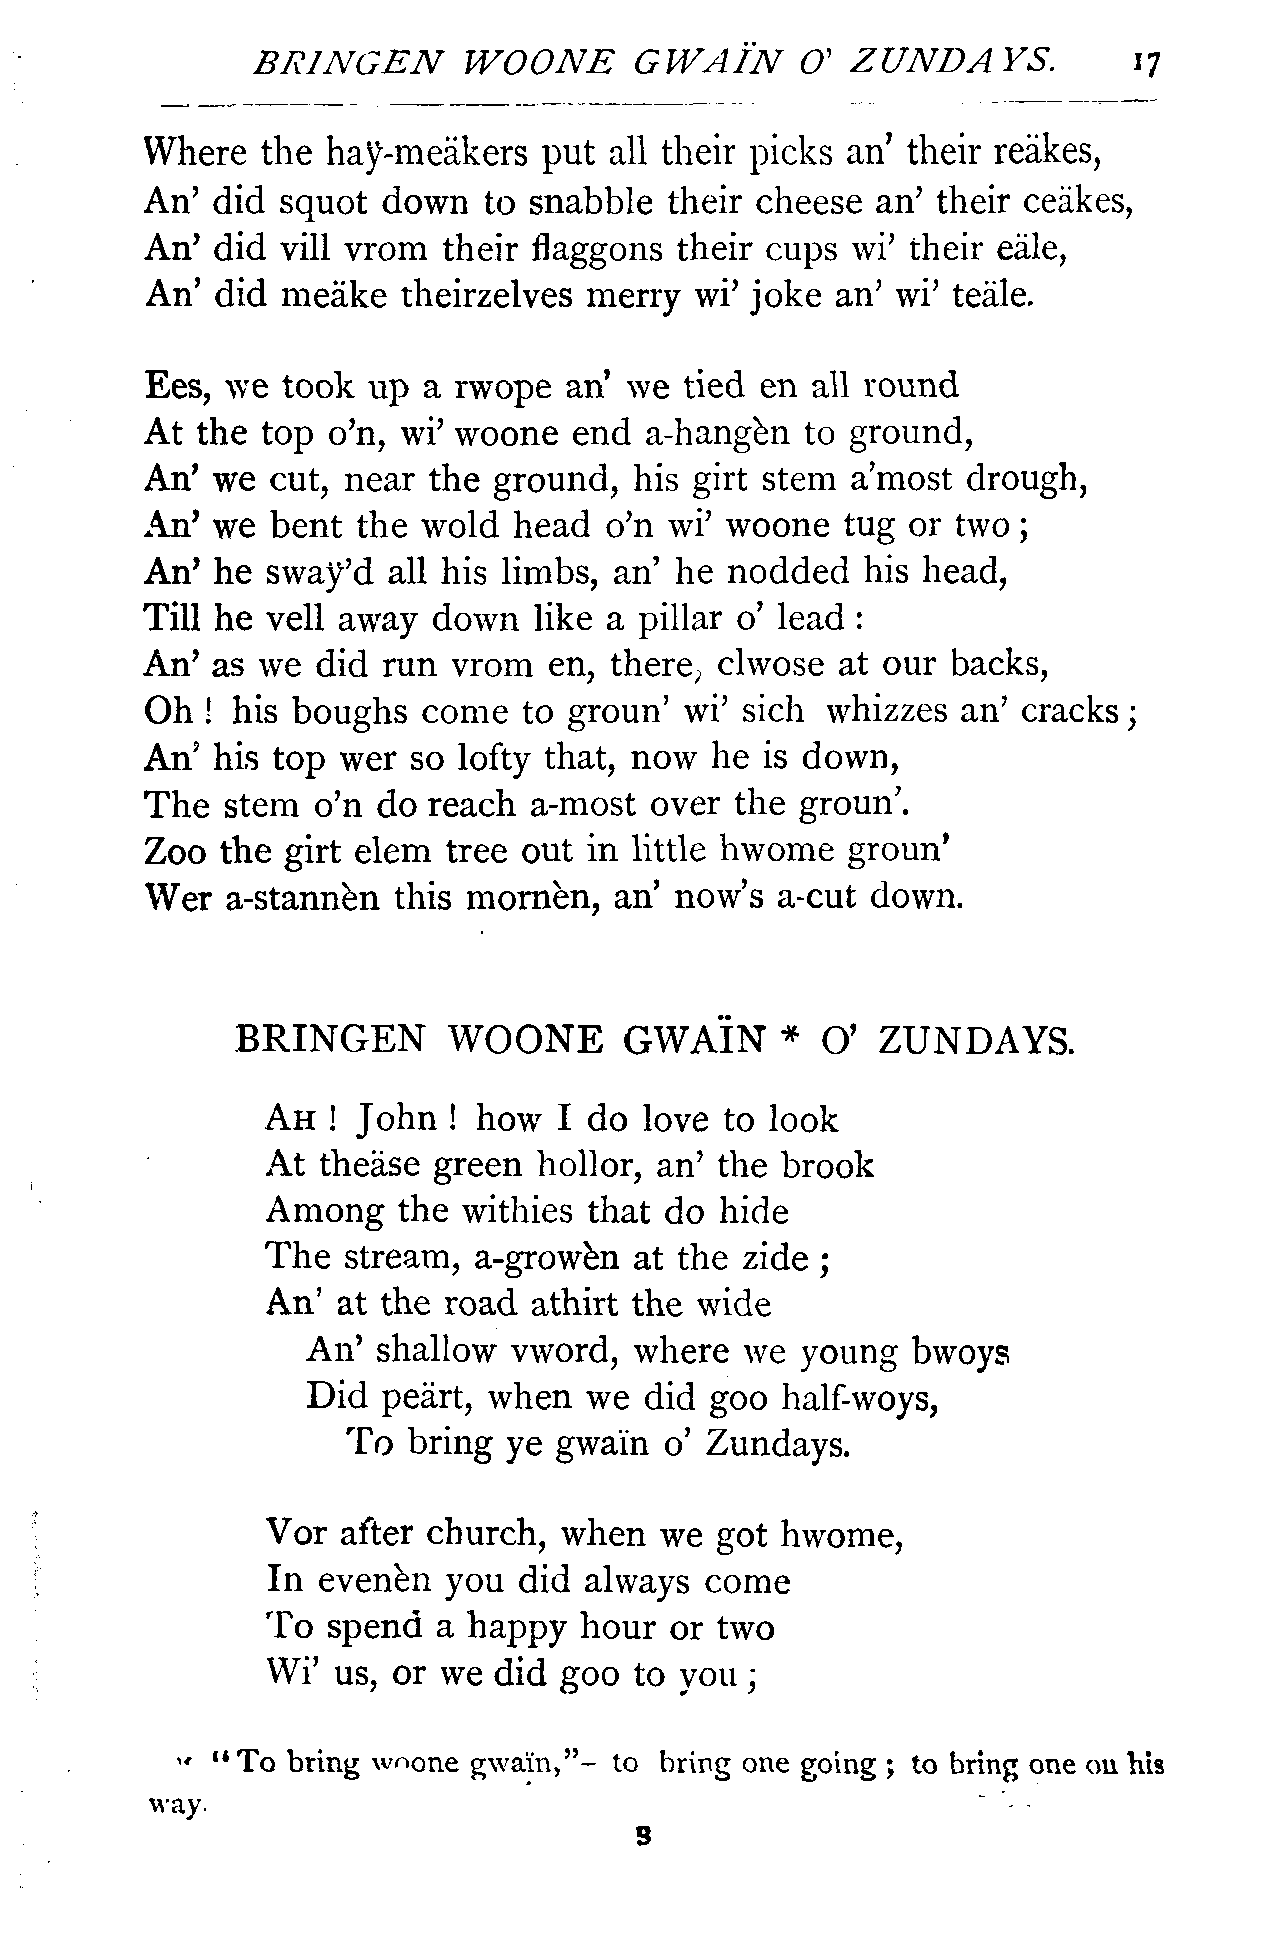 BRINGEN WOONE GWAÏN O' ZUNDAYS. 17
Where the haÿ-meäkers put all their picks an' their reäkes,
An' did squot down to snabble their cheese an' their ceäkes,
An' did vill vrom their flaggons their cups wi' their eäle,
An' did meäke theirzelves merry wi' joke an' wi' teäle.
Ees, we took up a rwope an' we tied en all round
At the top o'n, wi' woone end a-hangèn to ground,
An' we cut, near the ground, his girt stem a'most drough,
An' we bent the wold head o'n wi' woone tug or two ;
An' he swaÿ'd all his limbs, an' he nodded his head,
Till he vell away down like a pillar o' lead :
An' as we did run vrom en, there, clwose at our backs,
Oh ! his boughs come to groun' wi' sich whizzes an' cracks ;
An' his top wer so lofty that, now he is down,
The stem o'n do reach a-most over the groun'.
Zoo the girt elem tree out in little hwome groun'
Wer a-stannèn this mornèn, an' now's a-cut down.
BRINGEN WOONE GWAÏN * O' ZUNDAYS.
AH ! John ! how I do love to look
At theäse green hollor, an' the brook
Among the withies that do hide
The stream, a-growèn at the zide ;
An' at the road athirt the wide
An' shallow vword, where we young bwoys
Did peärt, when we did goo half-woys,
To bring ye gwaïn o' Zundays.
Vor after church, when we got hwome,
In evenèn you did always come
To spend a happy hour or two
Wi' us, or we did goo to you ;
* "To bring woone gwaïn,"- to bring one going ; to bring one on his
way.
B